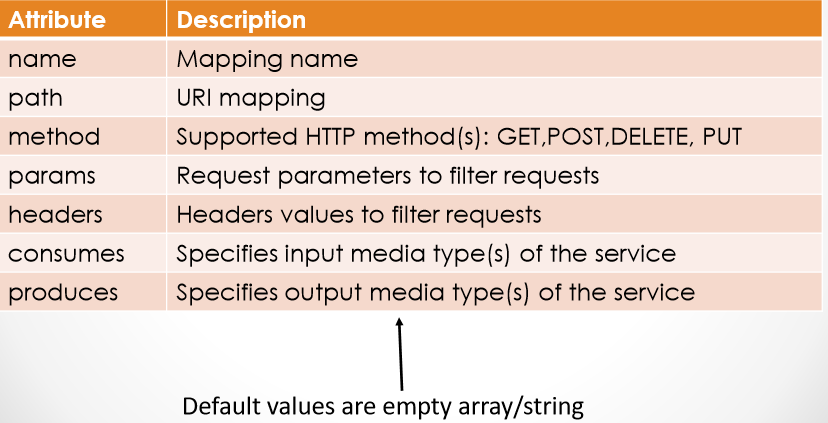 Attribute Description
name Mapping name
path URI mapping
method Supported HTTP method(s): GET,POST,DELETE, PUT
params Request parameters to filter requests
headers Headers values to filter requests
consumes Specifies input media type(s) of the service
produces Specifies output media type(s) of the service
Default values are empty array/string